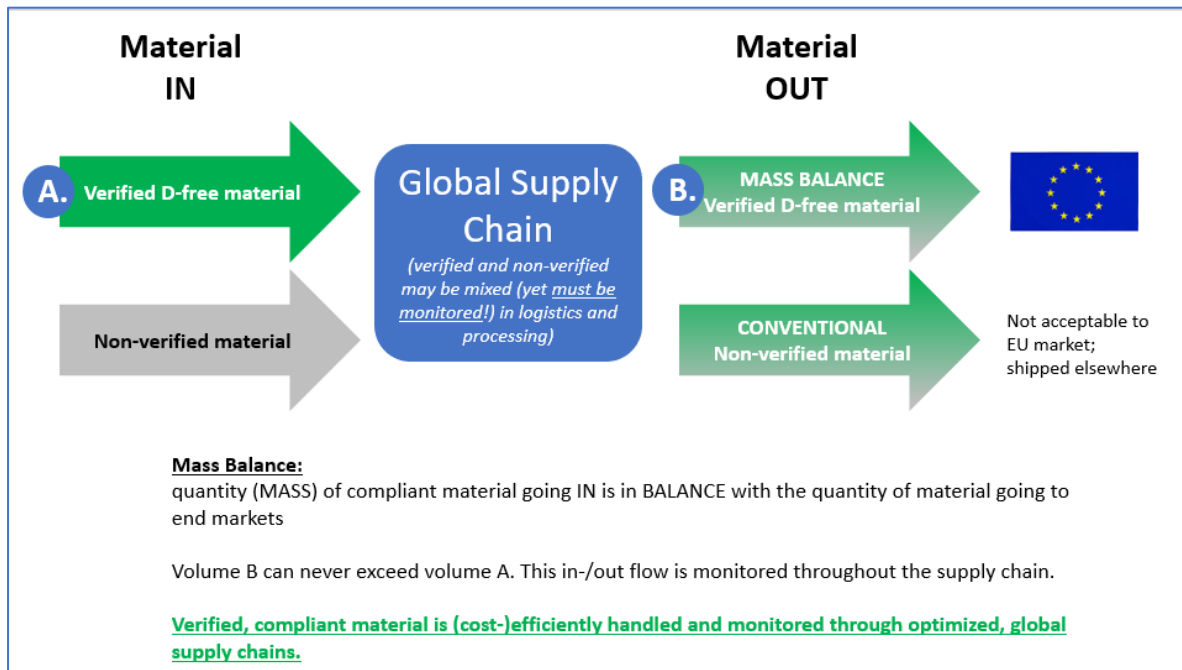 Material
IN
Material
OUT
A.
Verified D-free material
Global Supply
Chain
(verified and non-verified
may be mixed (yet must be
monitored!) in logistics and
processing)
B.
MASS BALANCE
Verified D-free material
Non-verified material
CONVENTIONAL
Non-verified material
Not acceptable to
EU market;
shipped elsewhere
Mass Balance:
quantity (MASS) of compliant material going IN is in BALANCE with the quantity of material going to
end markets
Volume B can never exceed volume A. This in-/out flow is monitored throughout the supply chain.
Verified, compliant material is (cost-)efficiently handled and monitored through optimized, global
supply chains.